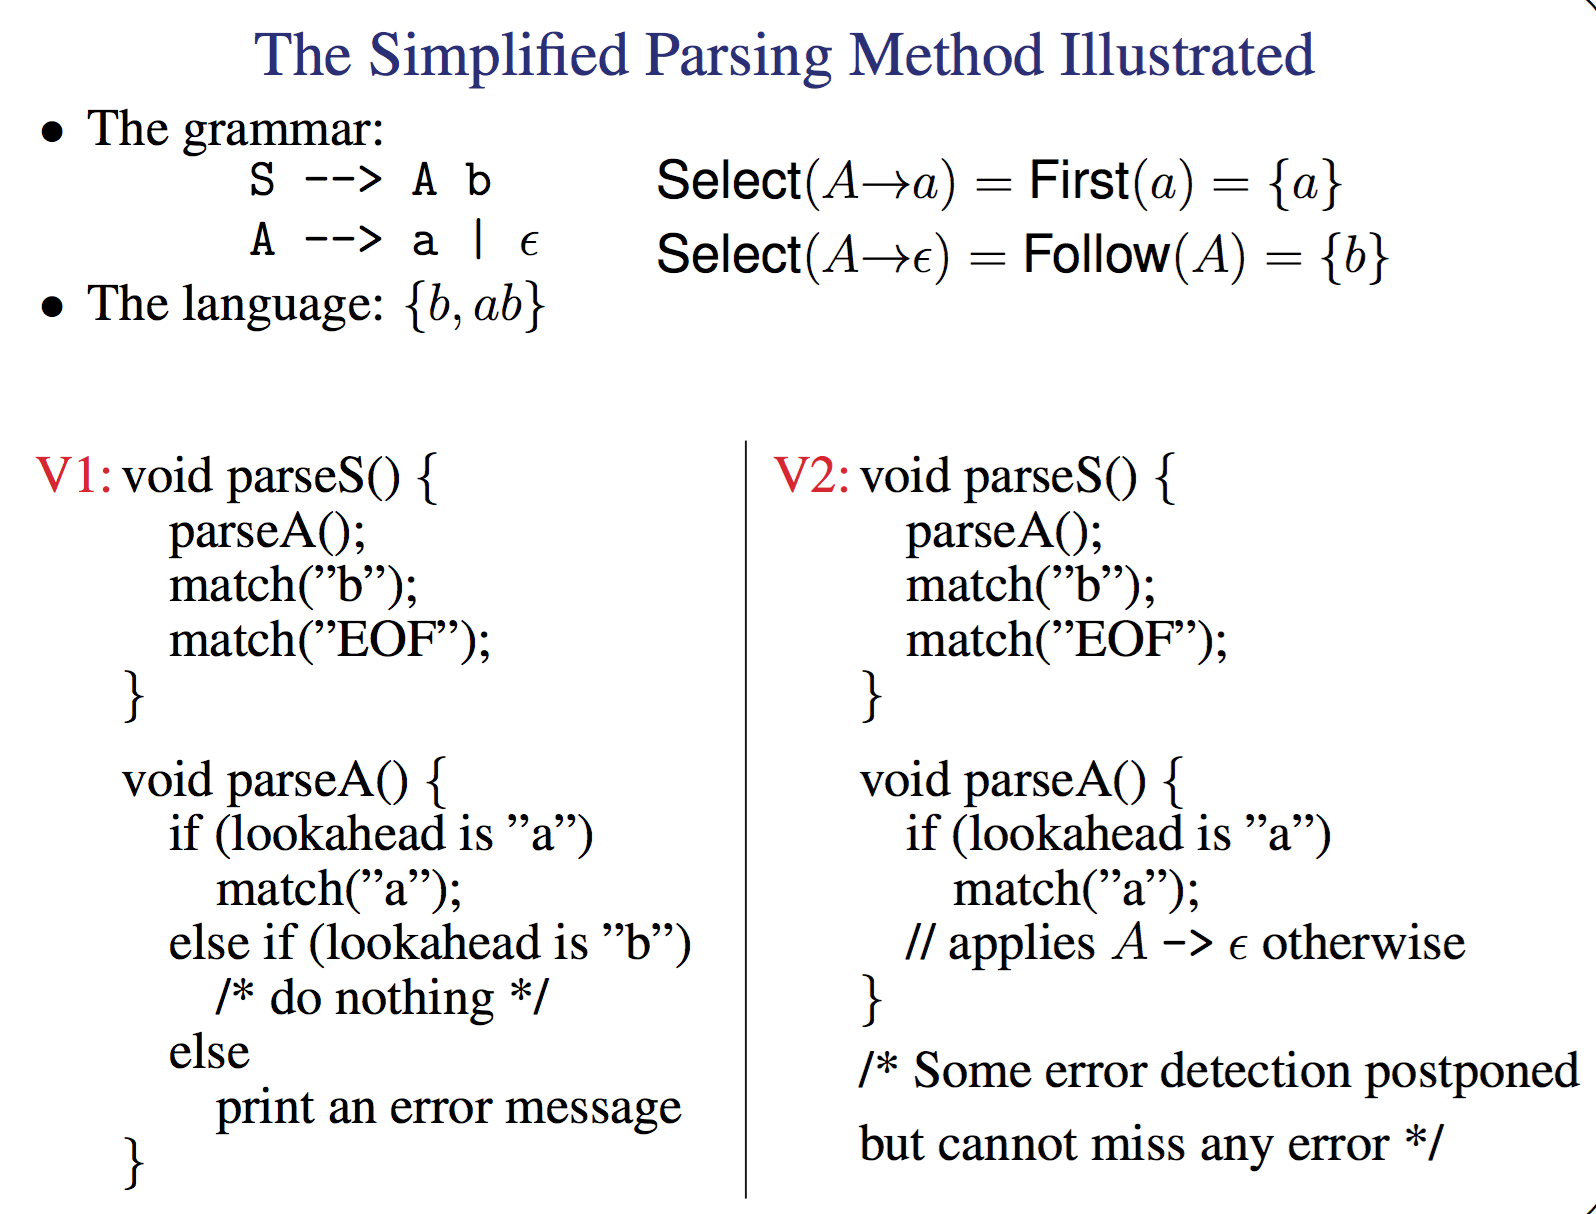 The Simplified Parsing Method Illustrated
• The grammar:
S --> A b
A --> a | ϵ
Select(A→a) = First(a) = {a}
Select(A→ϵ) = Follow(A) = {b}
• The language: {b, ab}
V1: void parseS() {
parseA();
match(”b”);
match(”EOF”);
}
void parseA() {
if (lookahead is ”a”)
match(”a”);
else if (lookahead is ”b”)
/* do nothing */
else
print an error message
}
V2: void parseS() {
parseA();
match(”b”);
match(”EOF”);
}
void parseA() {
if (lookahead is ”a”)
match(”a”);
// applies A -> ϵ otherwise
}
/* Some error detection postponed
but cannot miss any error */